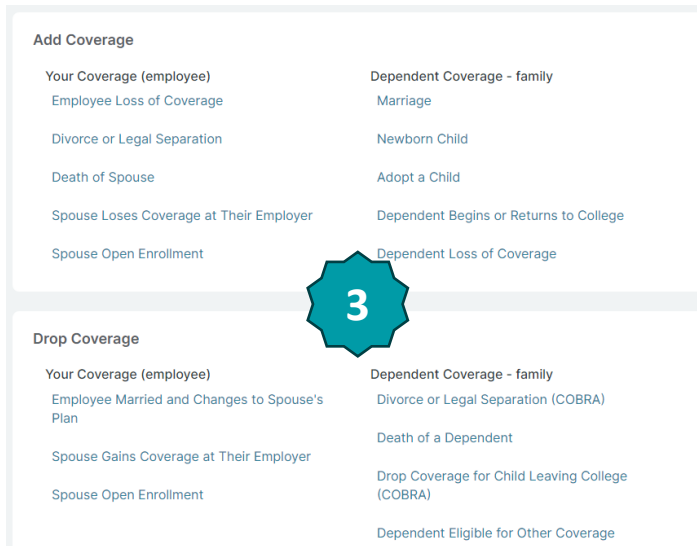 Add Coverage
Your Coverage (employee)
Employee Loss of Coverage
Divorce or Legal Separation
Death of Spouse
Spouse Loses Coverage at Their Employer
Spouse Open Enrollment
Dependent Coverage - family
Marriage
Newborn Child
Adopt a Child
Dependent Begins or Returns to College
Dependent Loss of Coverage
3
Drop Coverage
Your Coverage (employee)
Employee Married and Changes to Spouse's
Plan
Spouse Gains Coverage at Their Employer
Spouse Open Enrollment
Dependent Coverage - family
Divorce or Legal Separation (COBRA)
Death of a Dependent
Drop Coverage for Child Leaving College
(COBRA)
Dependent Eligible for Other Coverage